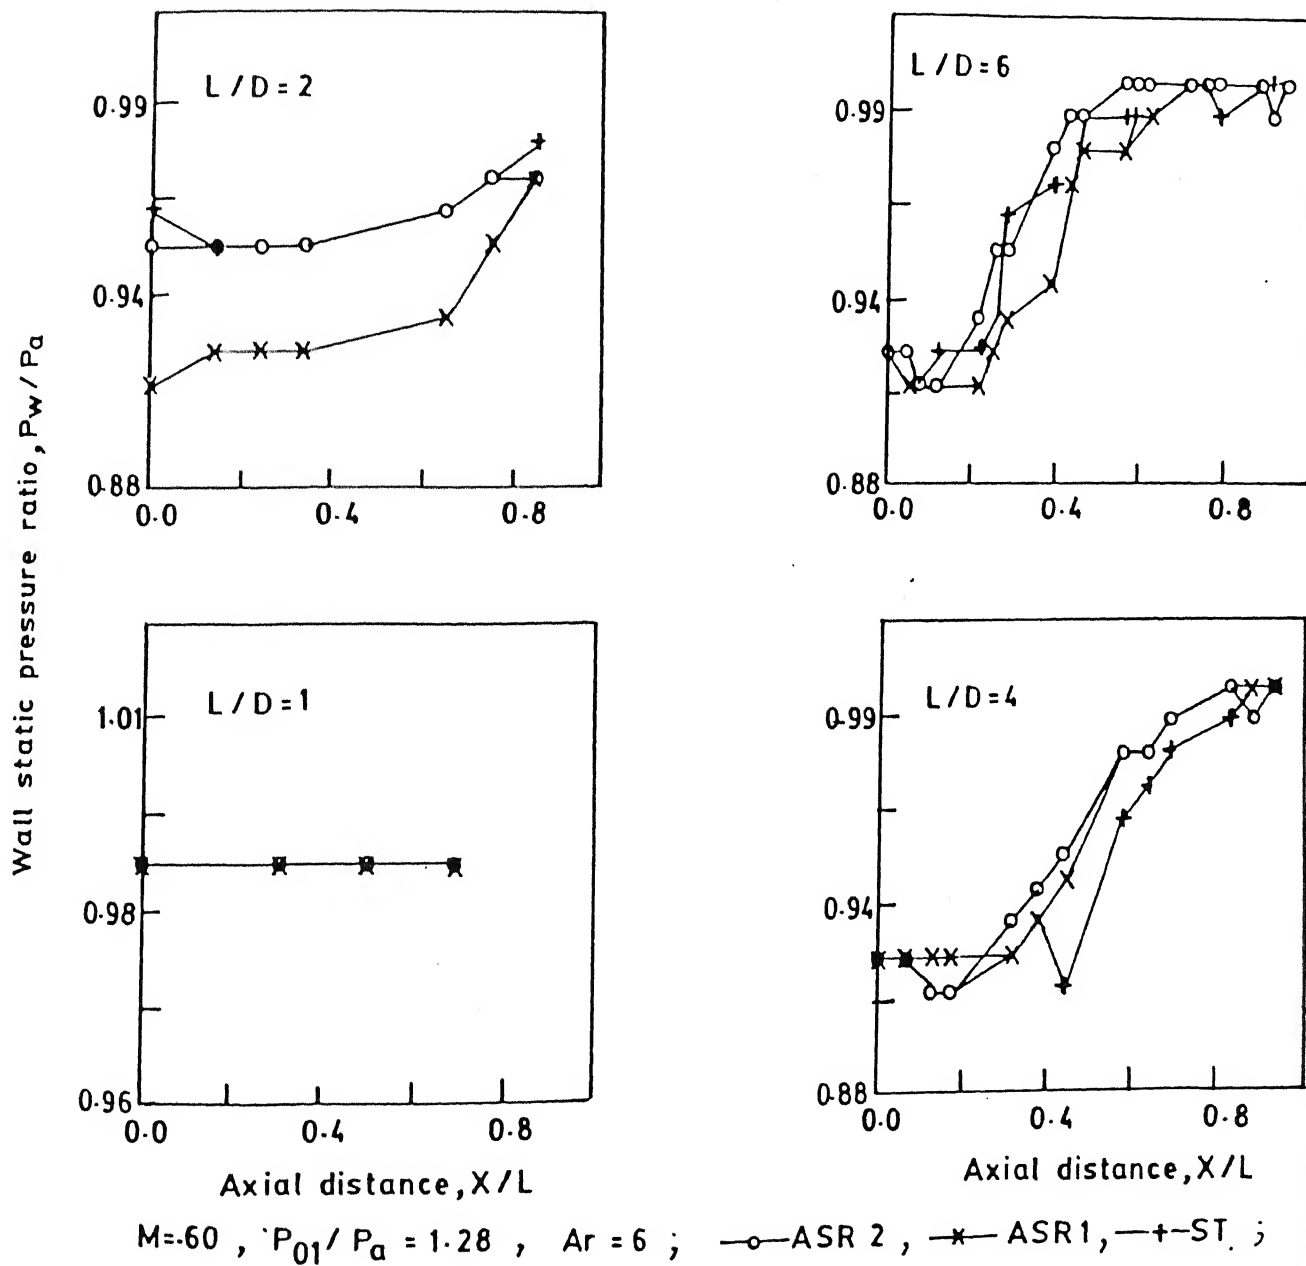 Wall static pressure ratio, Pw/Pa
L/D=2
0.99
0.94
0.88
0.0 0.4 0.8
L/D=6
0.99
0.94
0.88
0.0 0.4 0.8
L/D=1
1.01
0.98
0.96
0.0 0.4 0.8
Axial distance, X/L
L/D=4
0.99
0.94
0.88
0.0 0.4 0.8
Axial distance, X/L
M=.60 , P01/Pa = 1.28 , Ar = 6 ; —o—ASR 2 , —x— ASR1, —+—ST. ;